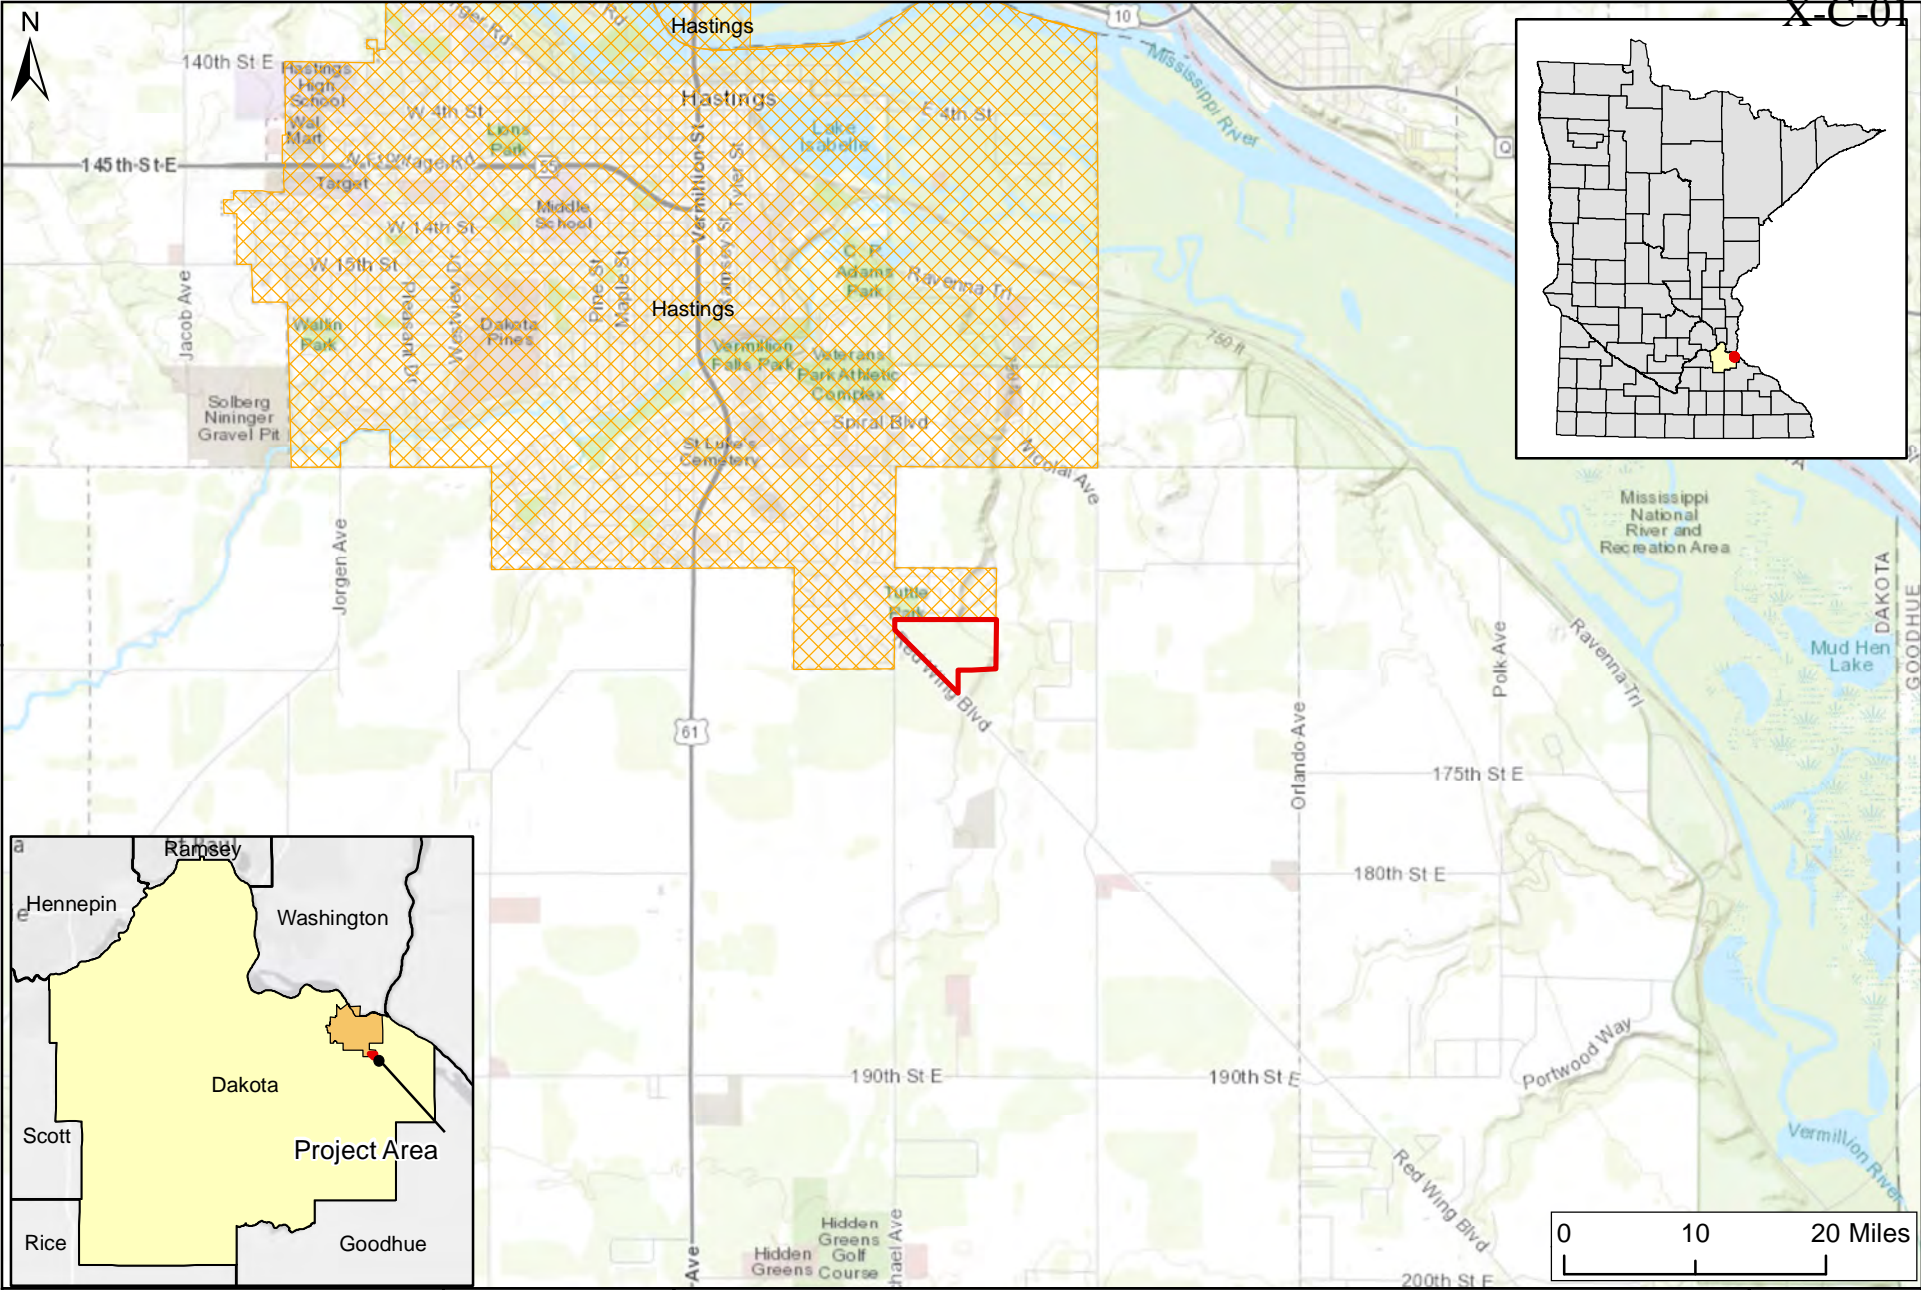 X-C-01
N
Hastings
10
Rd
140th St E
Hastings
High
School
Wal
Mart
W 4th St
Lions
Park
Hastings
E 4th St
Lake
Isabelle
Mississippi River
145th St E
N Frontage Rd
55
Target
Vermillion St
Tyler St
Middle
School
W 14th St
W 15th St
Ramsey St
C P
Adams
Park
Ravenna Trl
Jacob Ave
Pleasant Dr
Westview Dr
Pine St
Maple St
Hastings
Wallin
Park
Dakota
Pines
Vermillion
Falls Park
Veterans
Park Athletic
Complex
750 ft
Solberg
Nininger
Gravel Pit
Spiral Blvd
St Luke's
Cemetery
Nicolai Ave
Mississippi
National
River and
Recreation Area
Jorgen Ave
DAKOTA
GOODHUE
Tuttle
Park
Red Wing Blvd
Polk Ave
Ravenna Trl
Mud Hen
Lake
61
Orlando Ave
175th St E
180th St E
Ramsey
Hennepin
Washington
Dakota
Scott
Project Area
Rice
Goodhue
190th St E
190th St E
Portwood Way
Vermillion River
Red Wing Blvd
Hidden
Greens
Golf
Course
Hidden
Greens
Ave
200th St E
0 10 20 Miles